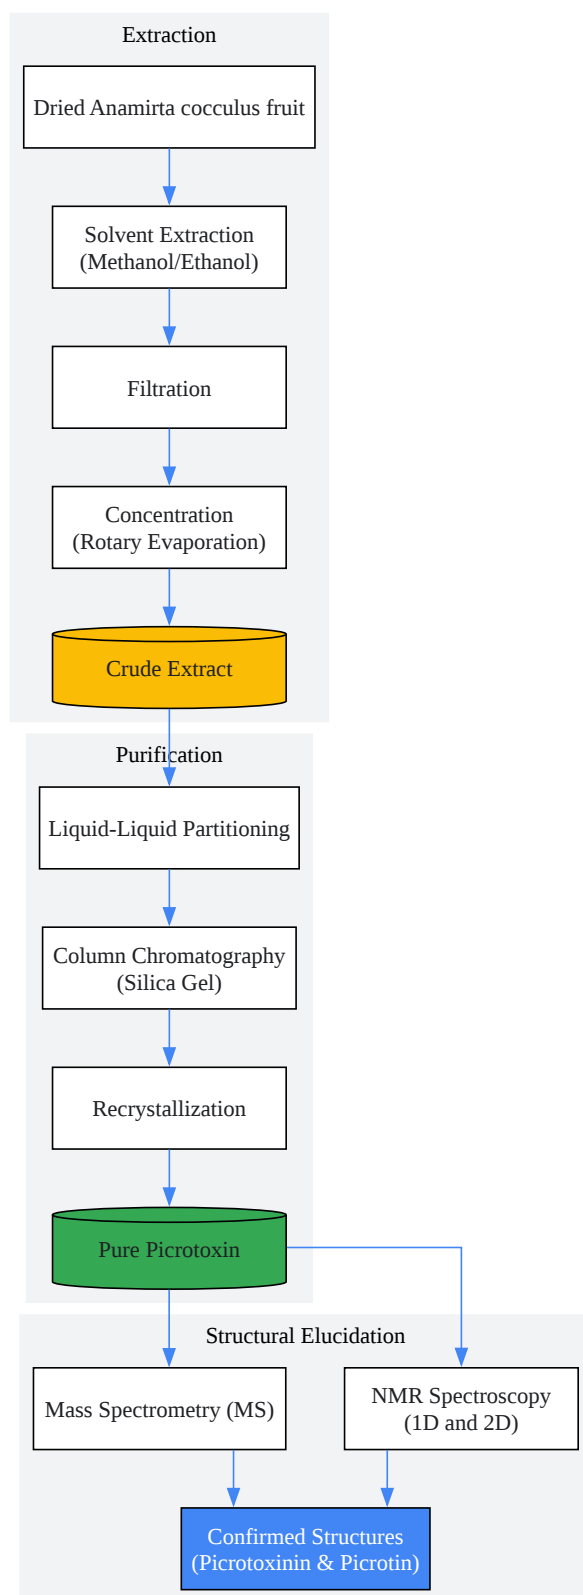 Extraction
Dried Anamirta cocculus fruit
Solvent Extraction
(Methanol/Ethanol)
Filtration
Concentration
(Rotary Evaporation)
Crude Extract
Purification
Liquid-Liquid Partitioning
Column Chromatography
(Silica Gel)
Recrystallization
Pure Picrotoxin
Structural Elucidation
Mass Spectrometry (MS)
NMR Spectroscopy
(1D and 2D)
Confirmed Structures
(Picrotoxinin & Picrotin)